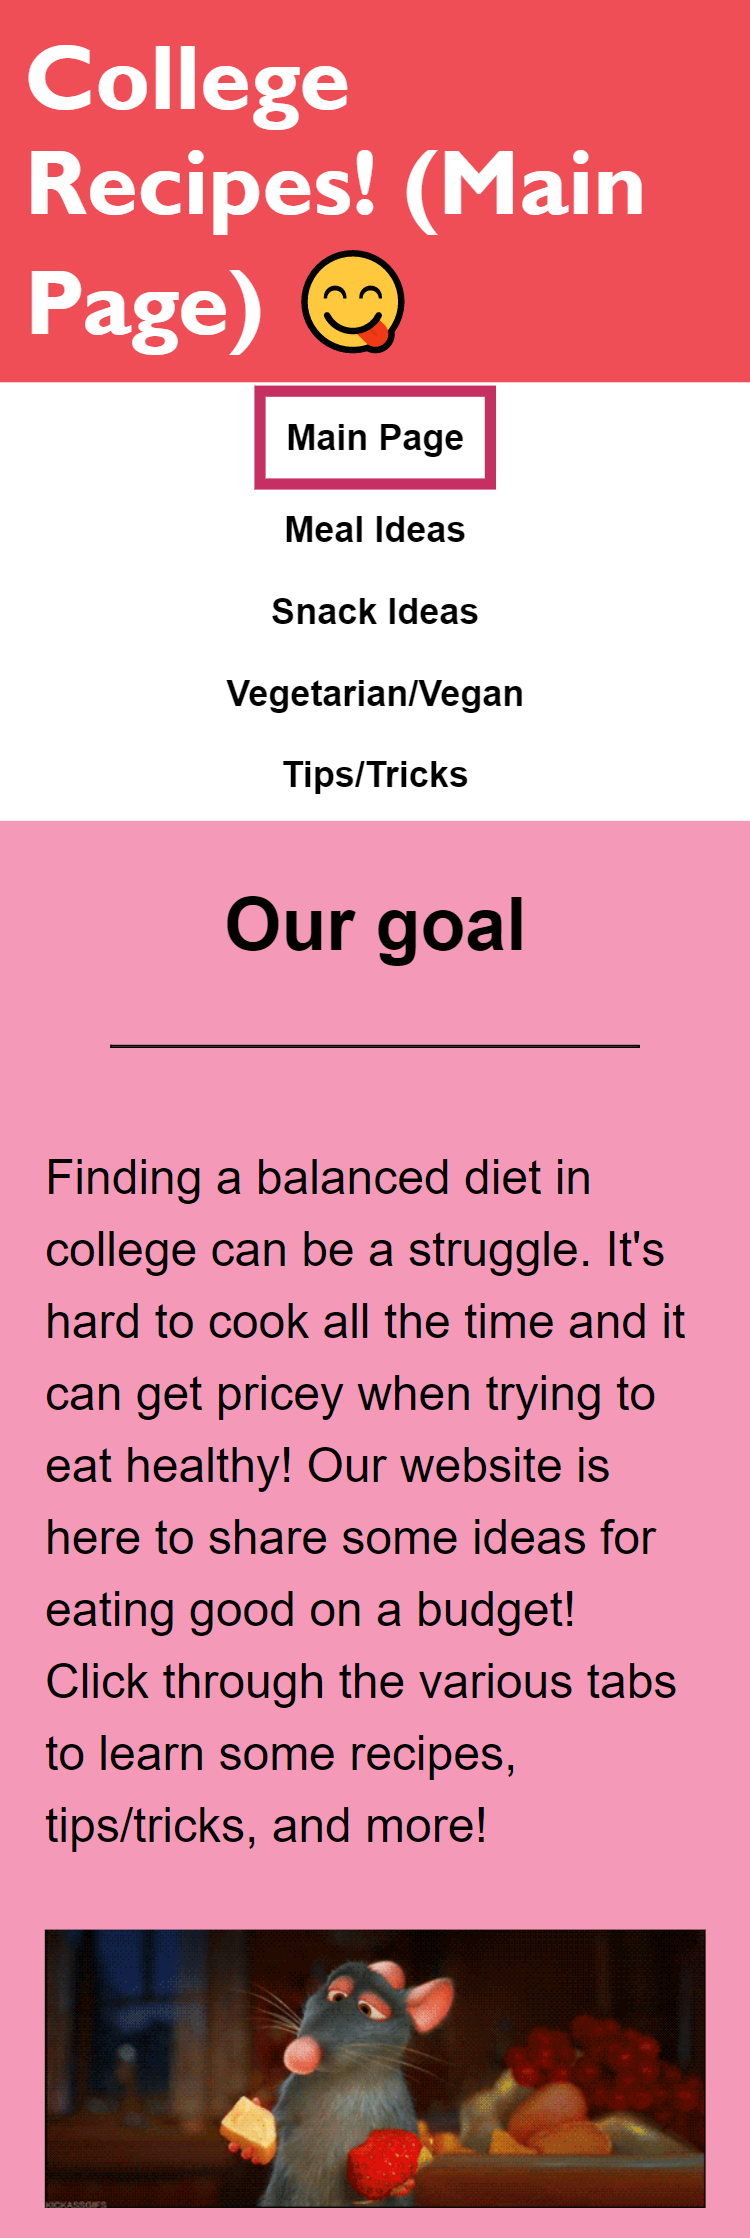 College
Recipes! (Main
Page) 😋
Main Page
Meal Ideas
Snack Ideas
Vegetarian/Vegan
Tips/Tricks
Our goal
Finding a balanced diet in
college can be a struggle. It's
hard to cook all the time and it
can get pricey when trying to
eat healthy! Our website is
here to share some ideas for
eating good on a budget!
Click through the various tabs
to learn some recipes,
tips/tricks, and more!
KICKASSGIFS